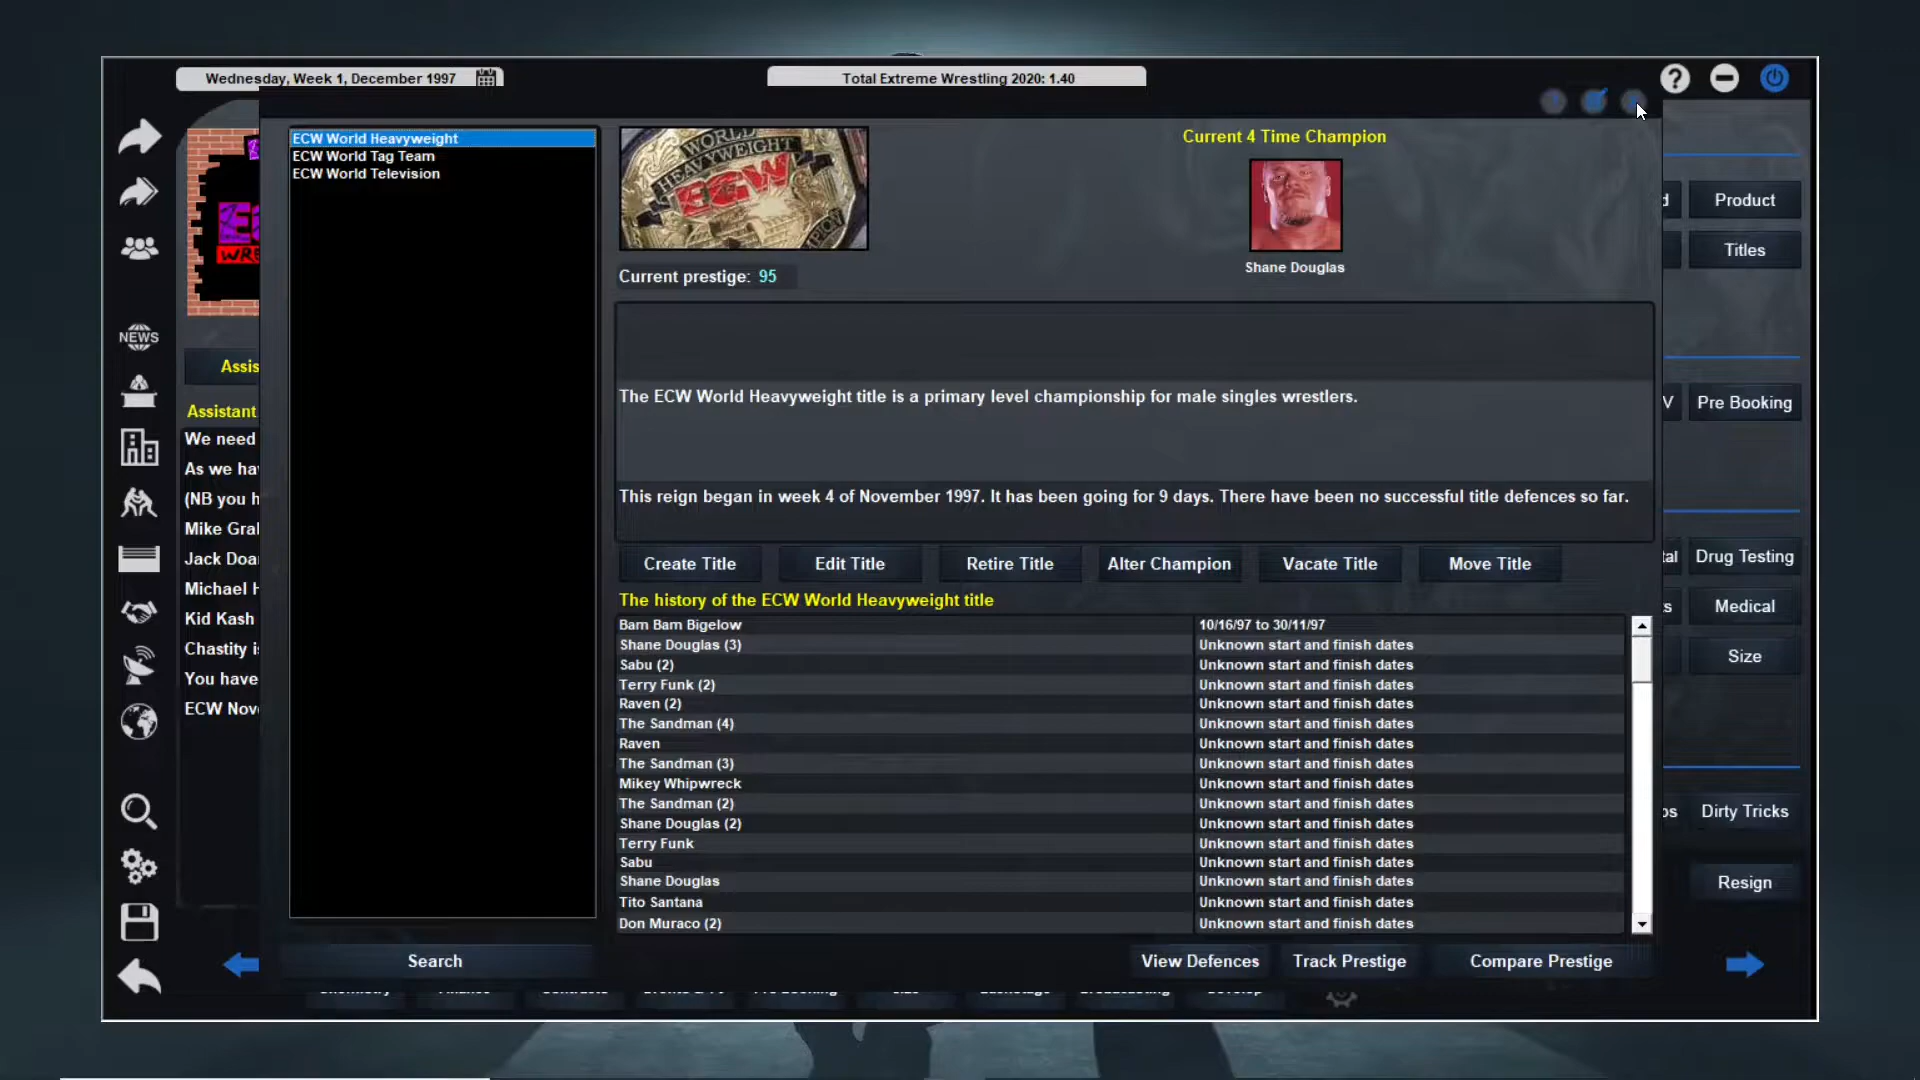 Wednesday, Week 1, December 1997
Total Extreme Wrestling 2020: 1.40
ECW World Heavyweight
ECW World Tag Team
ECW World Television
WORLD
HEAVYWEIGHT
ECW
Current prestige: 95
Current 4 Time Champion
Shane Douglas
Product
Titles
Assis
Assistant
We need
As we ha
(NB you h
Mike Gral
Jack Doa
Michael H
Kid Kash
Chastity i
You have
ECW Nov
The ECW World Heavyweight title is a primary level championship for male singles wrestlers.
This reign began in week 4 of November 1997. It has been going for 9 days. There have been no successful title defences so far.
V
Pre Booking
tal
Drug Testing
s
Medical
Size
os
Dirty Tricks
Resign
NEWS
Create Title
Edit Title
Retire Title
Alter Champion
Vacate Title
Move Title
The history of the ECW World Heavyweight title
Bam Bam Bigelow 10/16/97 to 30/11/97
Shane Douglas (3) Unknown start and finish dates
Sabu (2) Unknown start and finish dates
Terry Funk (2) Unknown start and finish dates
Raven (2) Unknown start and finish dates
The Sandman (4) Unknown start and finish dates
Raven Unknown start and finish dates
The Sandman (3) Unknown start and finish dates
Mikey Whipwreck Unknown start and finish dates
The Sandman (2) Unknown start and finish dates
Shane Douglas (2) Unknown start and finish dates
Terry Funk Unknown start and finish dates
Sabu Unknown start and finish dates
Shane Douglas Unknown start and finish dates
Tito Santana Unknown start and finish dates
Don Muraco (2) Unknown start and finish dates
Search
View Defences
Track Prestige
Compare Prestige